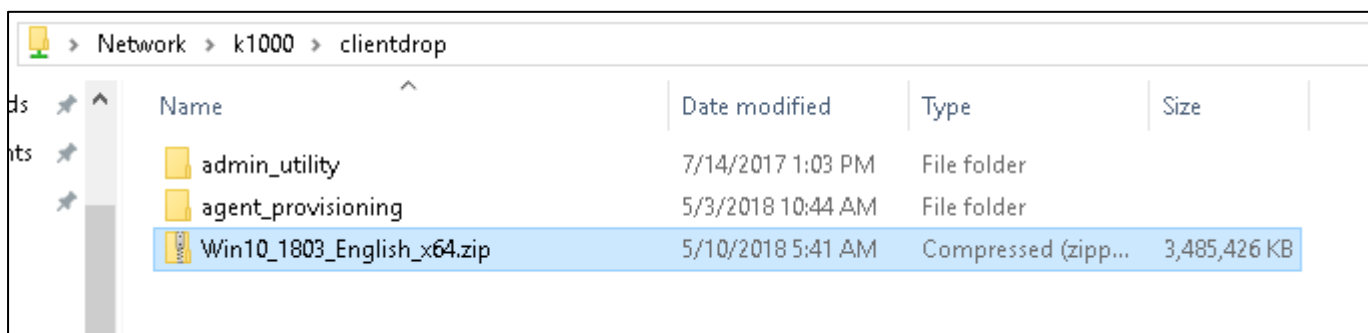 > Network > k1000 > clientdrop
ds
Name Date modified Type Size
nts
admin_utility 7/14/2017 1:03 PM File folder
agent_provisioning 5/3/2018 10:44 AM File folder
Win10_1803_English_x64.zip 5/10/2018 5:41 AM Compressed (zipp... 3,485,426 KB